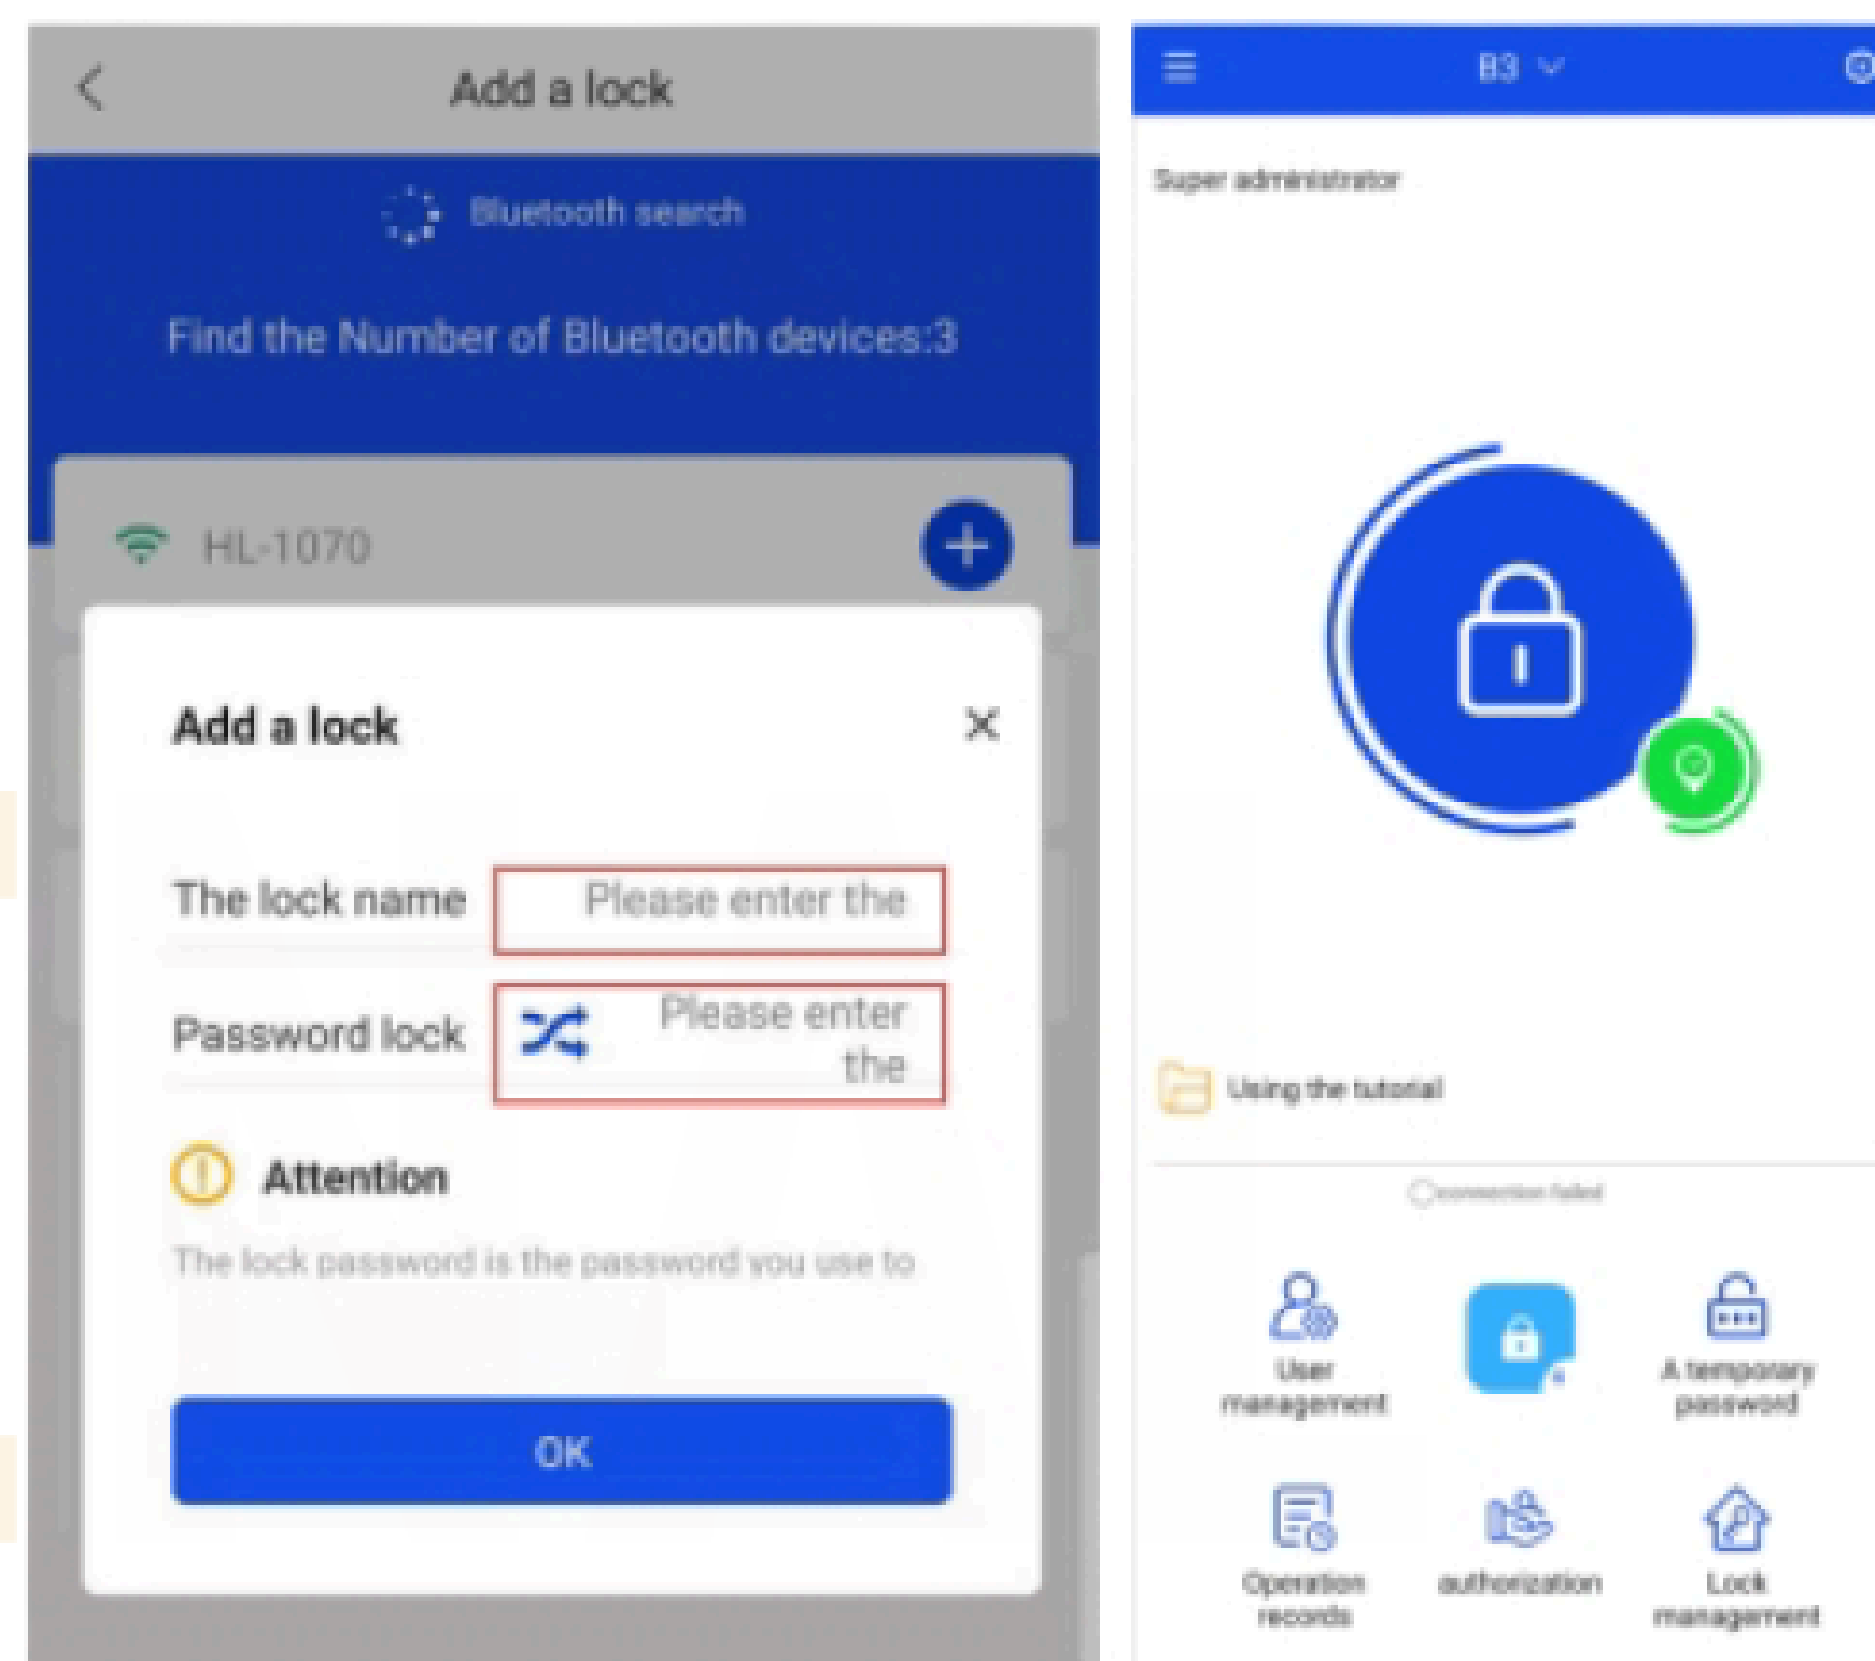 Add a lock
Bluetooth search
Find the Number of Bluetooth devices:3
HL-1070
Add a lock
The lock name
Please enter the
Password lock
Please enter
the
Attention
The lock password is the password you use to
OK
B3
Super administrator
Using the tutorial
connection failed
User
management
A temporary
password
Operation
records
authorization
Lock
management